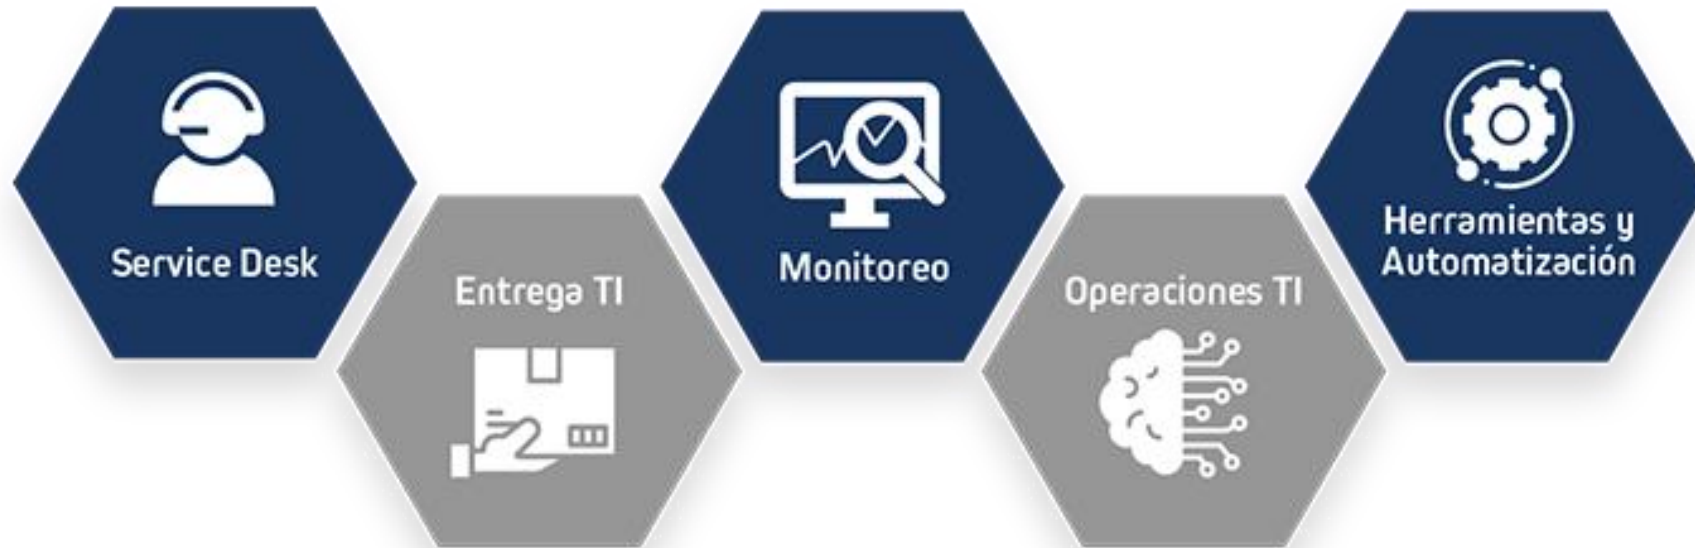 Service Desk
Entrega TI
Monitoreo
Operaciones TI
Herramientas y
Automatización